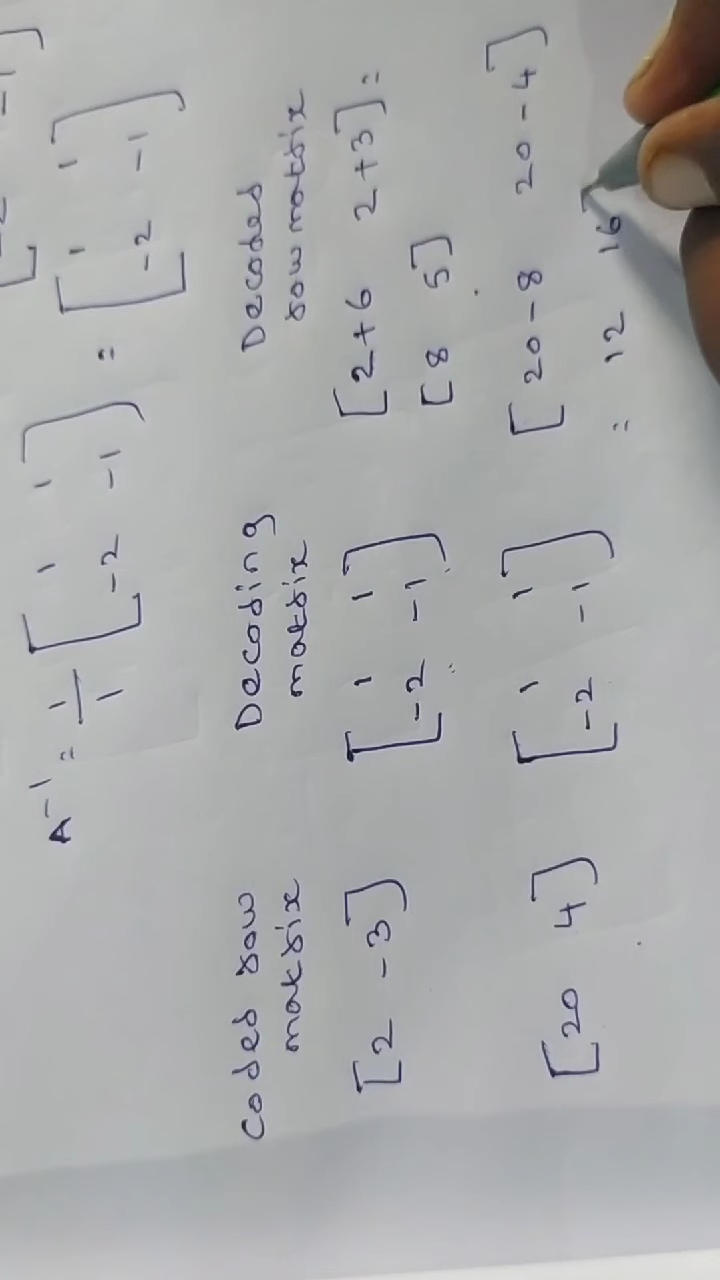 -2 -1]
A⁻¹ = 1/1 [1 1
-2 -1] = [1 1
-2 -1]
Coded row Decoding Decoded
matrix matrix row matrix
[2 -3] [1 1
-2 -1] [2+6 2+3] =
[8 5]
[20 4] [1 1
-2 -1] [20-8 20-4]
= 12 16]